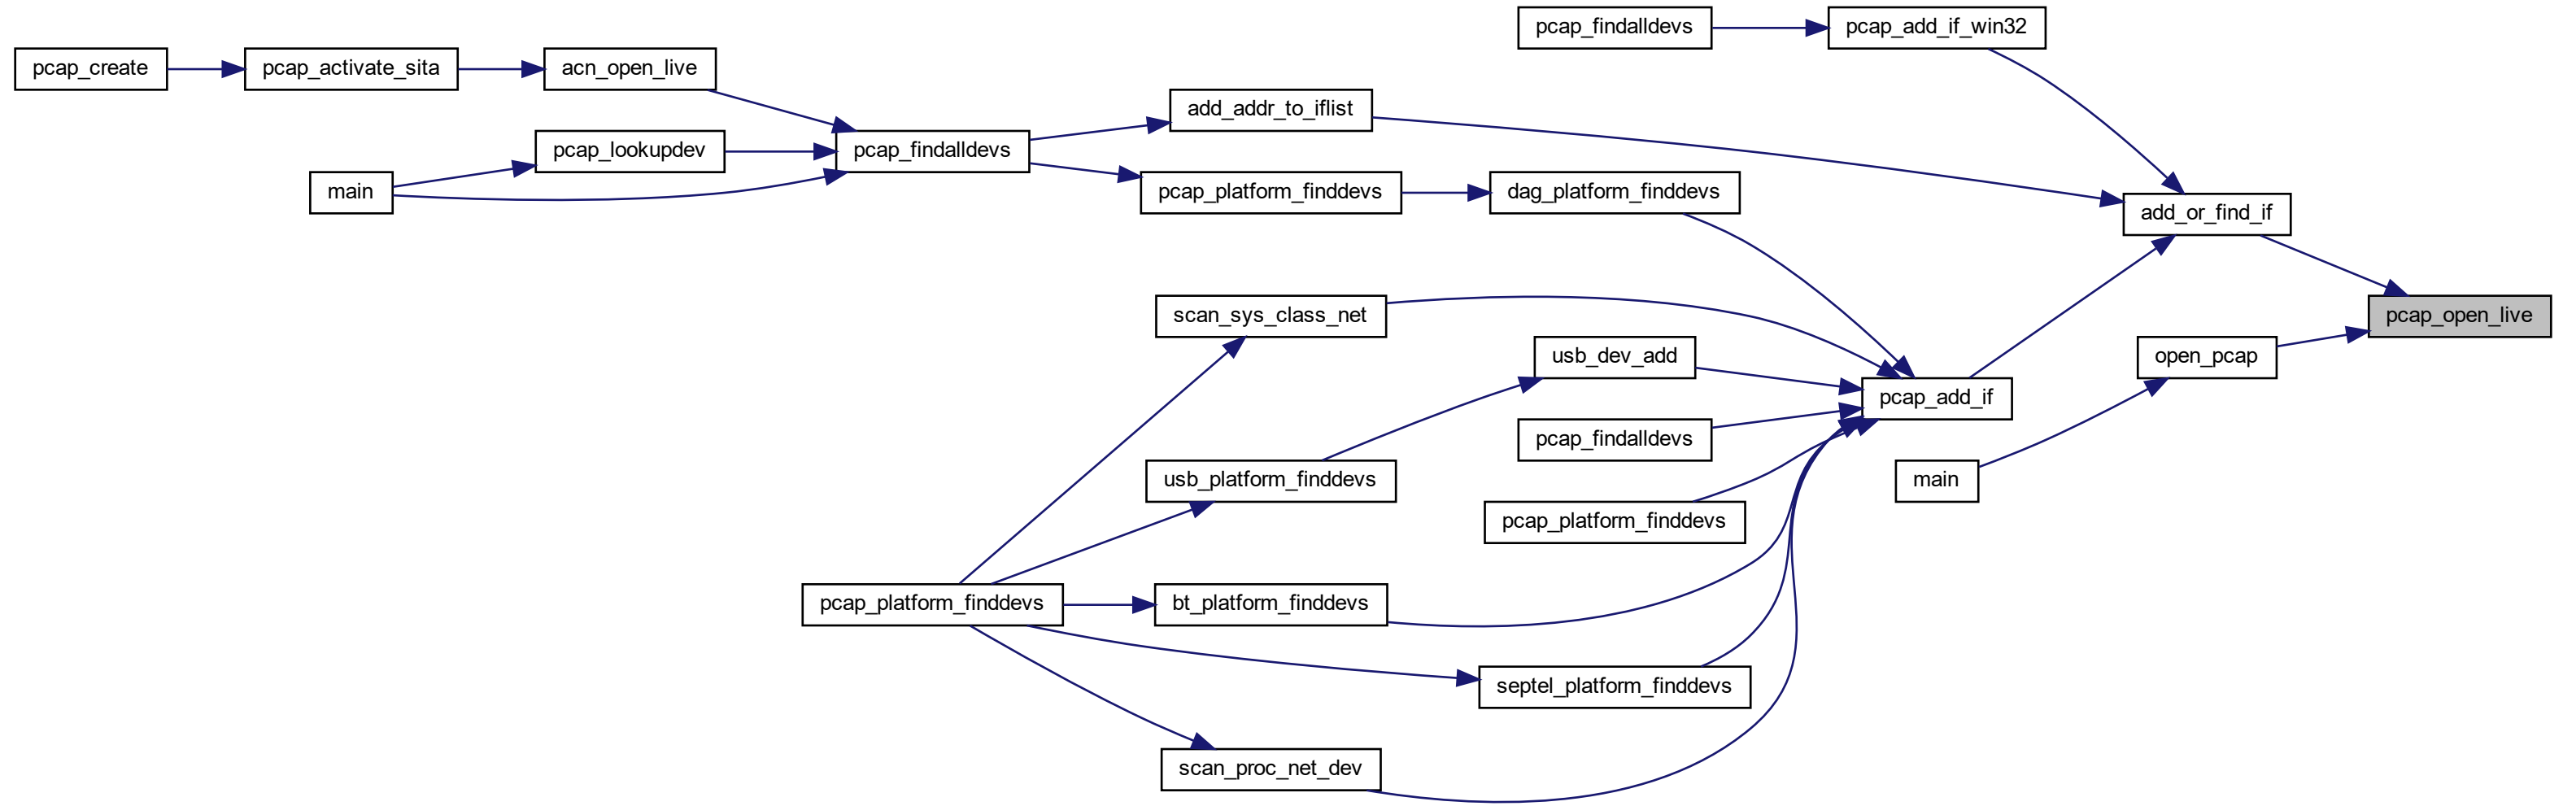 pcap_findalldevs
pcap_add_if_win32
pcap_create
pcap_activate_sita
acn_open_live
add_addr_to_iflist
pcap_lookupdev
pcap_findalldevs
main
pcap_platform_finddevs
dag_platform_finddevs
add_or_find_if
scan_sys_class_net
pcap_open_live
usb_dev_add
open_pcap
pcap_add_if
pcap_findalldevs
usb_platform_finddevs
main
pcap_platform_finddevs
pcap_platform_finddevs
bt_platform_finddevs
septel_platform_finddevs
scan_proc_net_dev